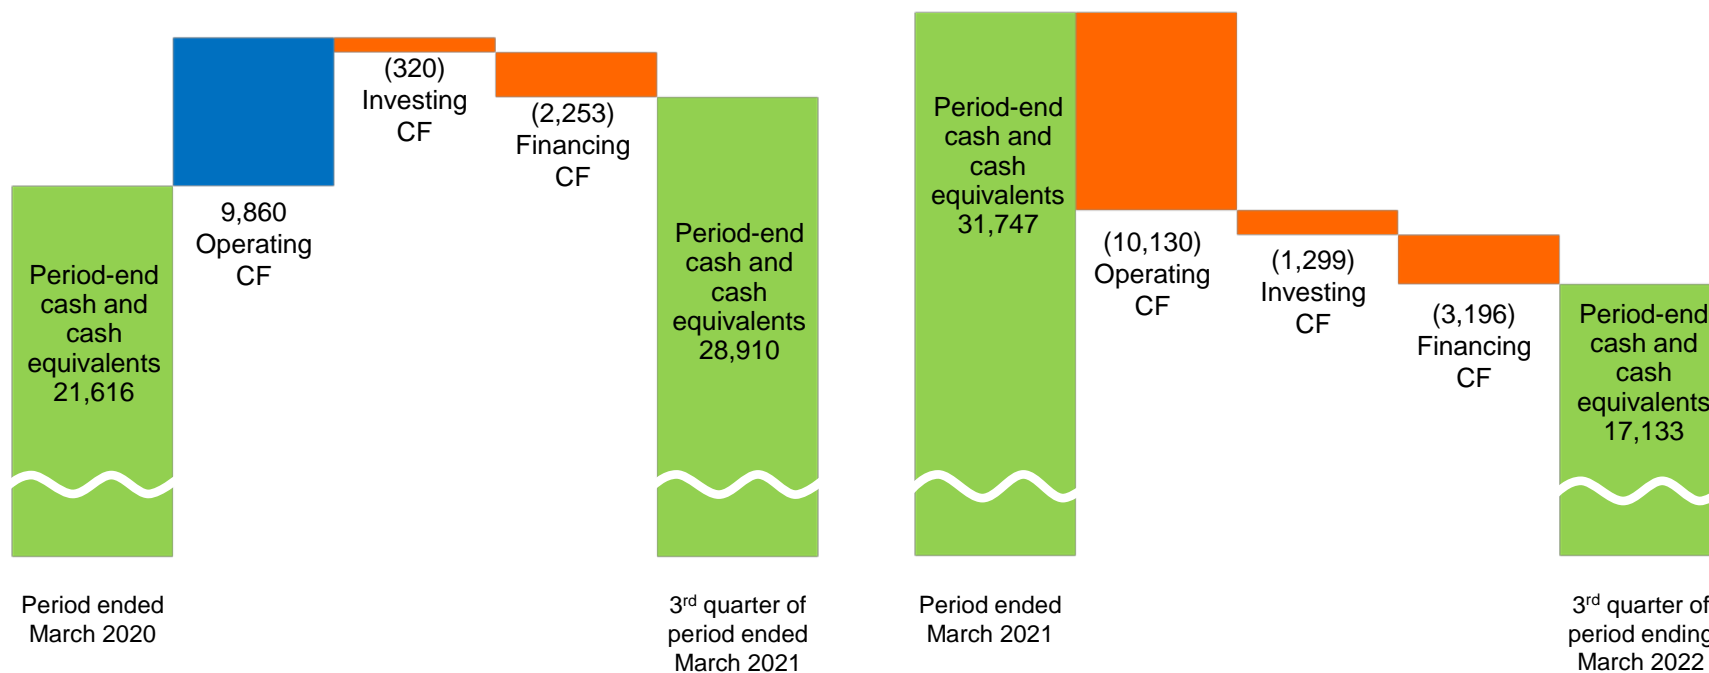 (320)
Investing
CF
(2,253)
Financing
CF
9,860
Operating
CF
Period-end
cash and
cash
equivalents
21,616
Period-end
cash and
cash
equivalents
28,910
Period ended
March 2020
3rd quarter of
period ended
March 2021
Period-end
cash and
cash
equivalents
31,747
(10,130)
Operating
CF
(1,299)
Investing
CF
(3,196)
Financing
CF
Period-end
cash and
cash
equivalents
17,133
Period ended
March 2021
3rd quarter of
period ending
March 2022